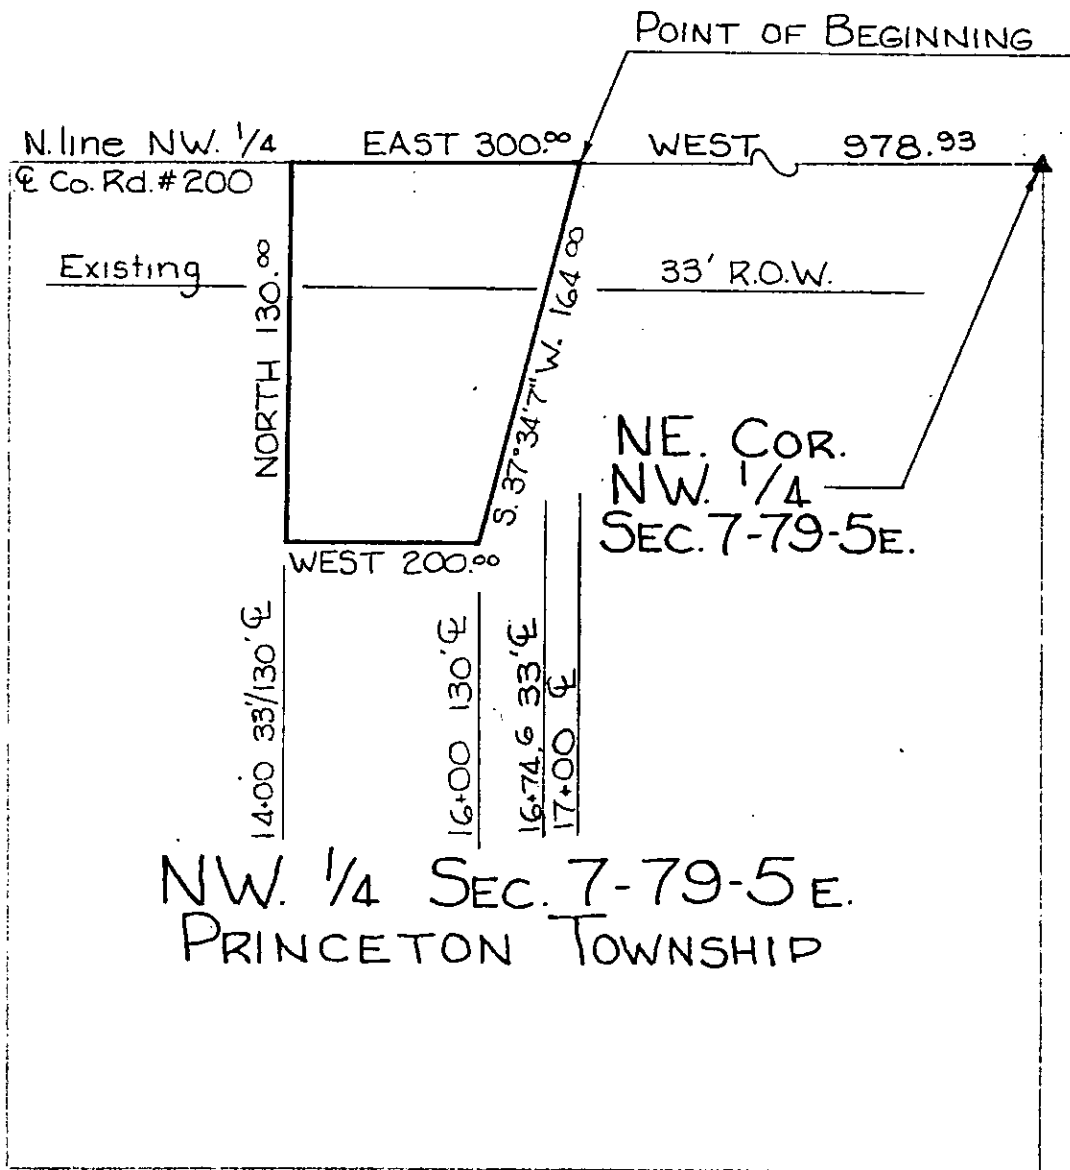 POINT OF BEGINNING
N. line NW. 1/4 EAST 300.⁰⁰ WEST 978.⁹³
℄ Co. Rd. #200
Existing 33' R.O.W.
NORTH 130.⁰⁰
S. 37°34'7" W. 164.⁰⁰
NE. COR.
NW. 1/4
SEC. 7-79-5E.
WEST 200.⁰⁰
14+00 33'/130' ℄
16+00 130' ℄
16+74.6 33' ℄
17+00 ℄
NW. 1/4 SEC. 7-79-5E.
PRINCETON TOWNSHIP